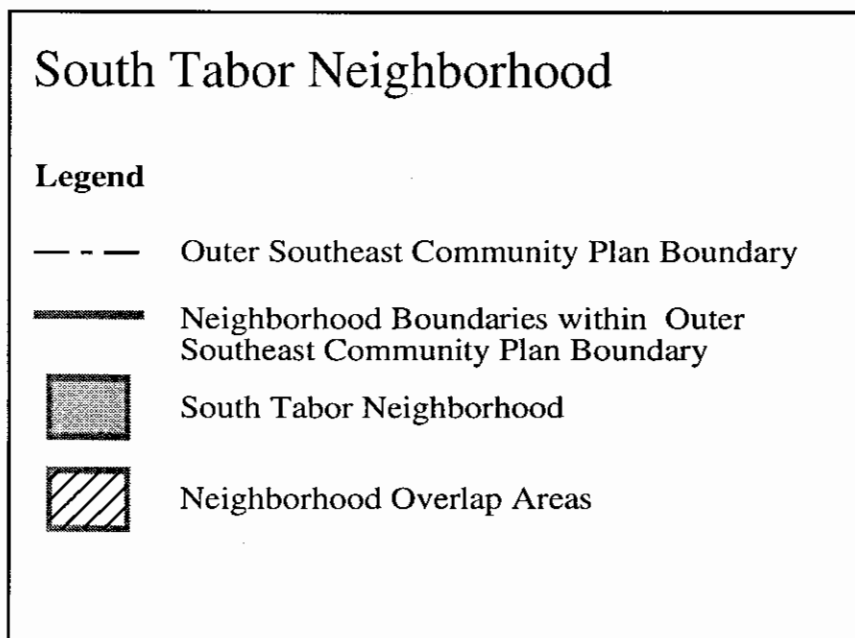 South Tabor Neighborhood
Legend
Outer Southeast Community Plan Boundary
Neighborhood Boundaries within Outer
Southeast Community Plan Boundary
South Tabor Neighborhood
Neighborhood Overlap Areas